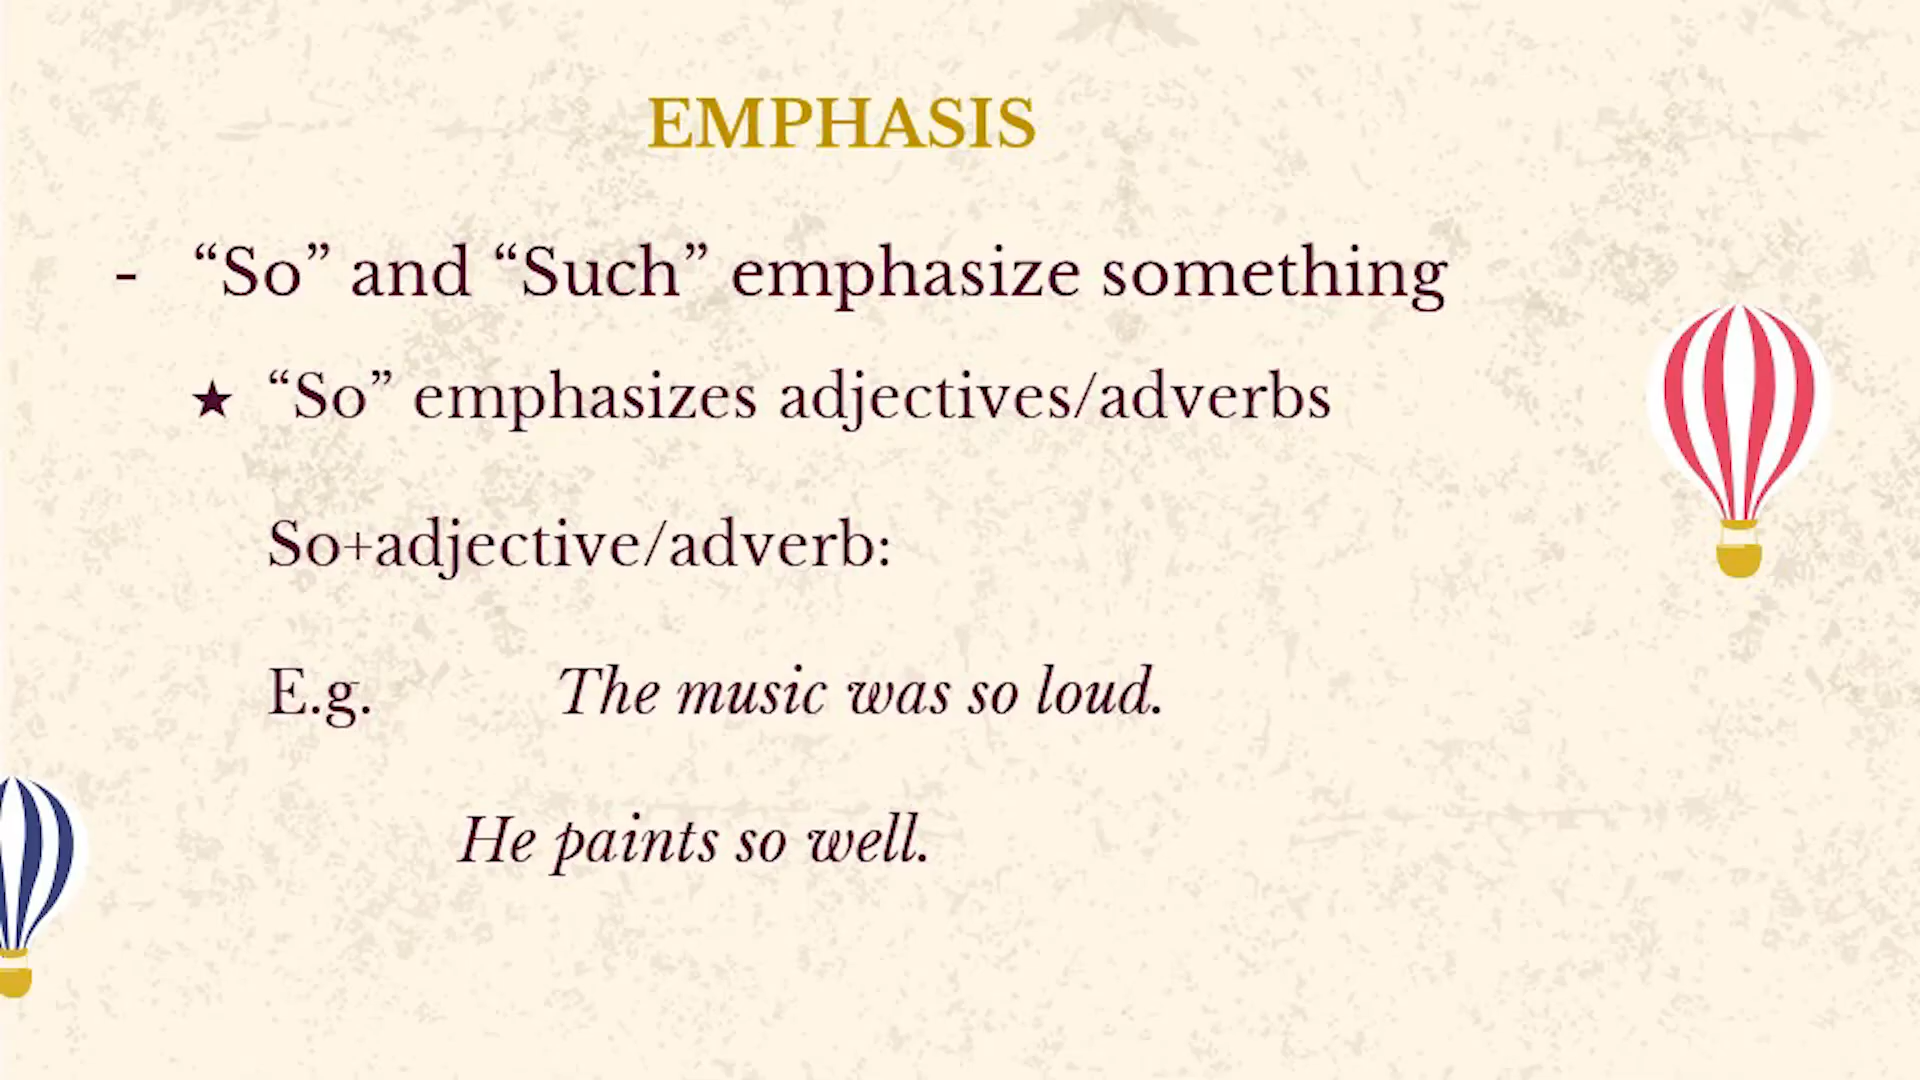 EMPHASIS
- “So” and “Such” emphasize something
★ “So” emphasizes adjectives/adverbs
So+adjective/adverb:
E.g. The music was so loud.
He paints so well.